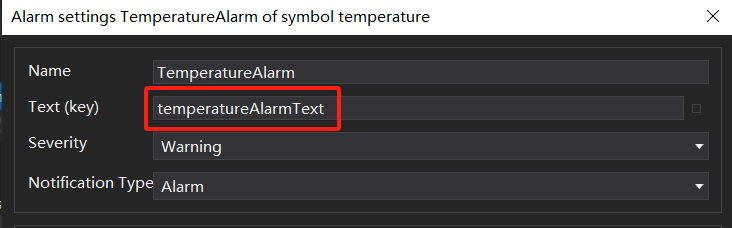 Alarm settings TemperatureAlarm of symbol temperature
Name TemperatureAlarm
Text (key) temperatureAlarmText
Severity Warning
Notification Type Alarm